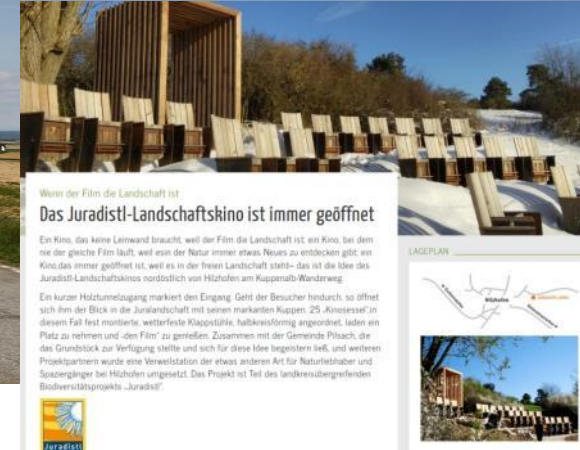 Wenn der Film die Landschaft ist
Das Juradistl-Landschaftskino ist immer geöffnet
Ein Kino, das keine Leinwand braucht, weil der Film die Landschaft ist; ein Kino, bei dem
nie der gleiche Film läuft, weil esin der Natur immer etwas Neues zu entdecken gibt; ein
Kino,das immer geöffnet ist, weil es in der freien Landschaft steht– das ist die Idee des
Juradistl-Landschaftskinos nordöstlich von Hilzhofen am Kuppenalb-Wanderweg.
Ein kurzer Holztunnelzugang markiert den Eingang. Geht der Besucher hindurch, so öffnet
sich ihm der Blick in die Juralandschaft mit seinen markanten Kuppen. 25 „Kinosessel“,in
diesem Fall fest montierte, wetterfeste Klappstühle, halbkreisförmig angeordnet, laden ein
Platz zu nehmen und „den Film“ zu genießen. Zusammen mit der Gemeinde Pilsach, die
das Grundstück zur Verfügung stellte und sich für diese Idee begeistern ließ, und weiteren
Projektpartnern wurde eine Verweilstation der etwas anderen Art für Naturliebhaber und
Spaziergänger bei Hilzhofen umgesetzt. Das Projekt ist Teil des landkreisübergreifenden
Biodiversitätsprojekts „Juradistl“.
Juradistl
LAGEPLAN
Hilzhofen